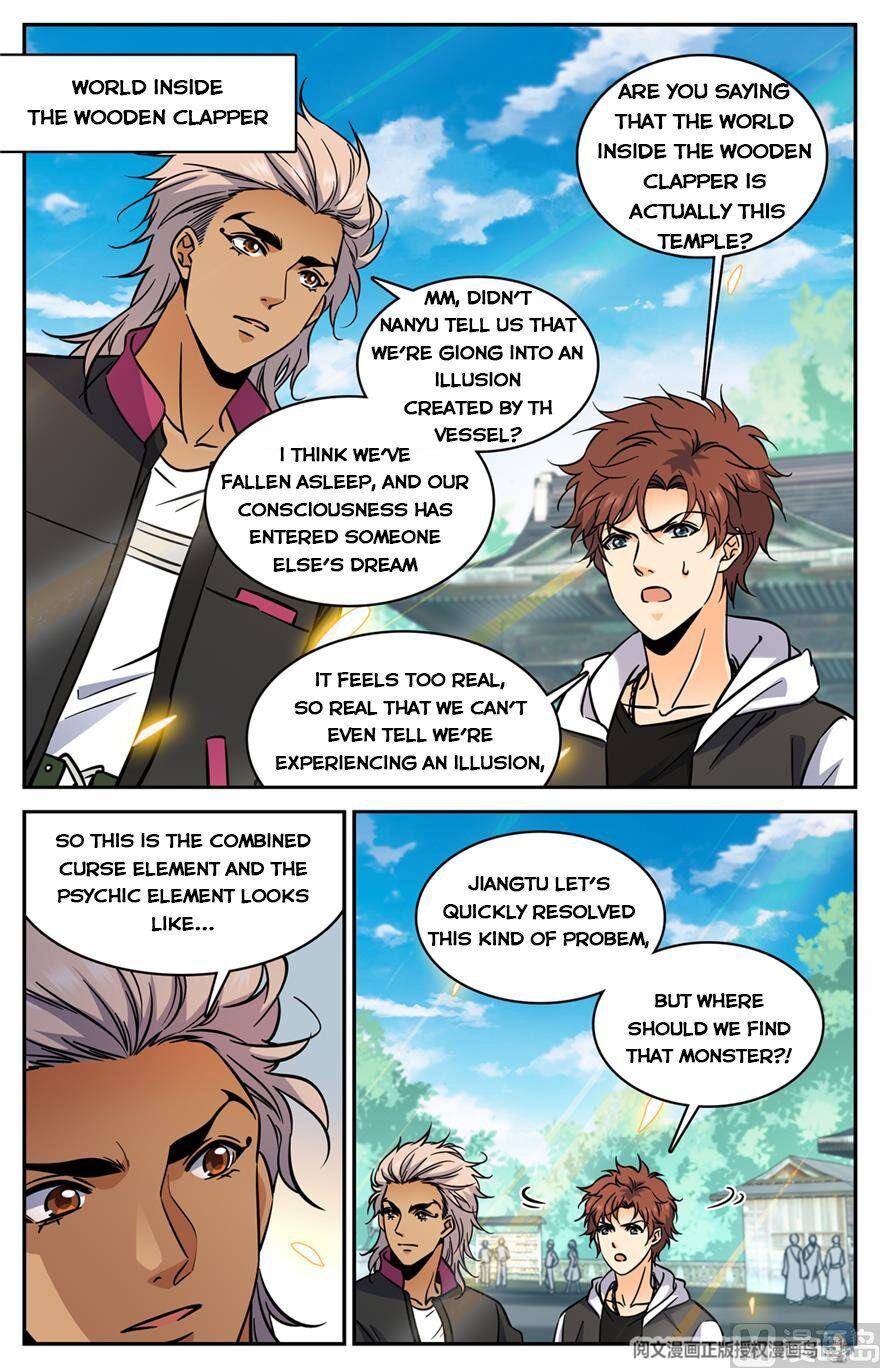 WORLD INSIDE
THE WOODEN CLAPPER
ARE YOU SAYING
THAT THE WORLD
INSIDE THE WOODEN
CLAPPER IS
ACTUALLY THIS
TEMPLE?
MM, DIDN'T
NANYU TELL US THAT
WE'RE GIONG INTO AN
ILLUSION
CREATED BY TH
VESSEL?
I THINK WE'VE
FALLEN ASLEEP, AND OUR
CONSCIOUSNESS HAS
ENTERED SOMEONE
ELSE'S DREAM
IT FEELS TOO REAL,
SO REAL THAT WE CAN'T
EVEN TELL WE'RE
EXPERIENCING AN ILLUSION,
SO THIS IS THE COMBINED
CURSE ELEMENT AND THE
PSYCHIC ELEMENT LOOKS
LIKE...
JIANGTU LET'S
QUICKLY RESOLVED
THIS KIND OF PROBEM,
BUT WHERE
SHOULD WE FIND
THAT MONSTER?!
阅文漫画正版授权漫画鸟